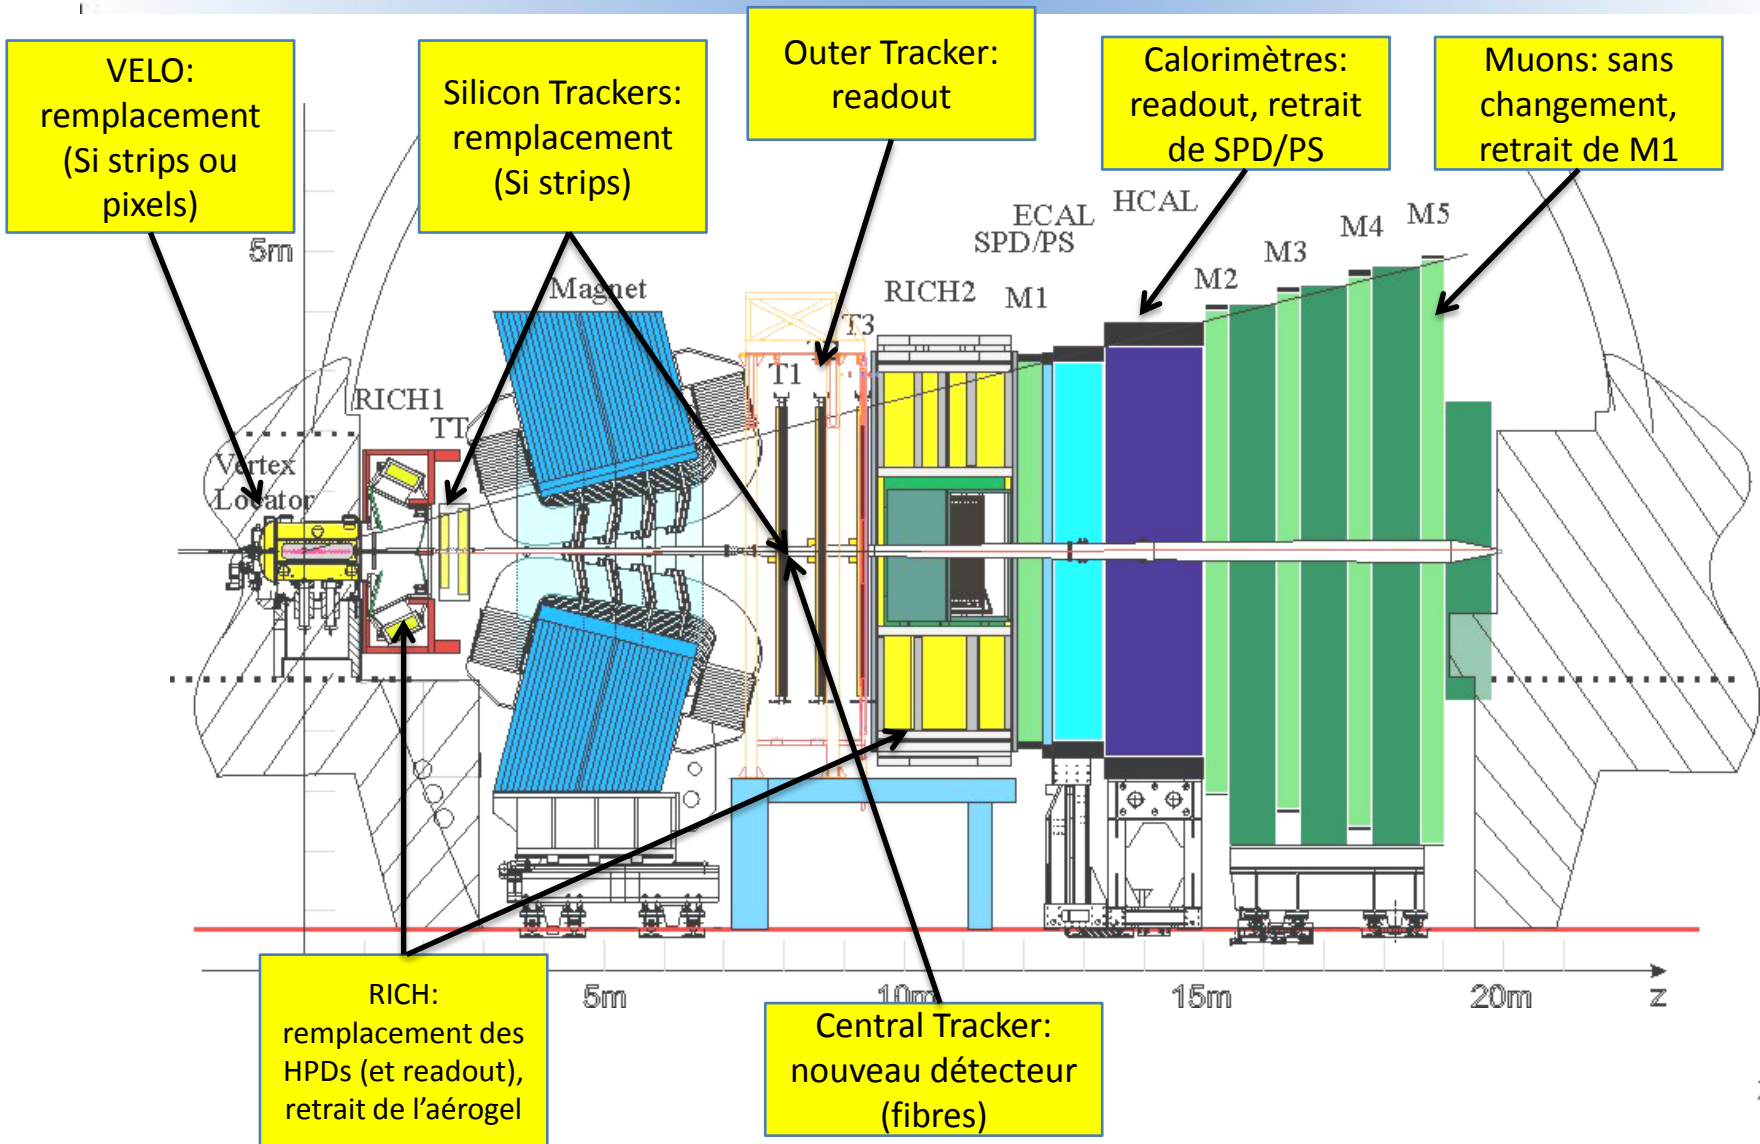 VELO:
remplacement
(Si strips ou
pixels)
Silicon Trackers:
remplacement
(Si strips)
Outer Tracker:
readout
Calorimètres:
readout, retrait
de SPD/PS
Muons: sans
changement,
retrait de M1
5m
Magnet
RICH1
TT
Vertex
Locator
T1
T3
RICH2
M1
SPD/PS
ECAL
HCAL
M2
M3
M4
M5
5m
10m
15m
20m
z
RICH:
remplacement des
HPDs (et readout),
retrait de l’aérogel
Central Tracker:
nouveau détecteur
(fibres)